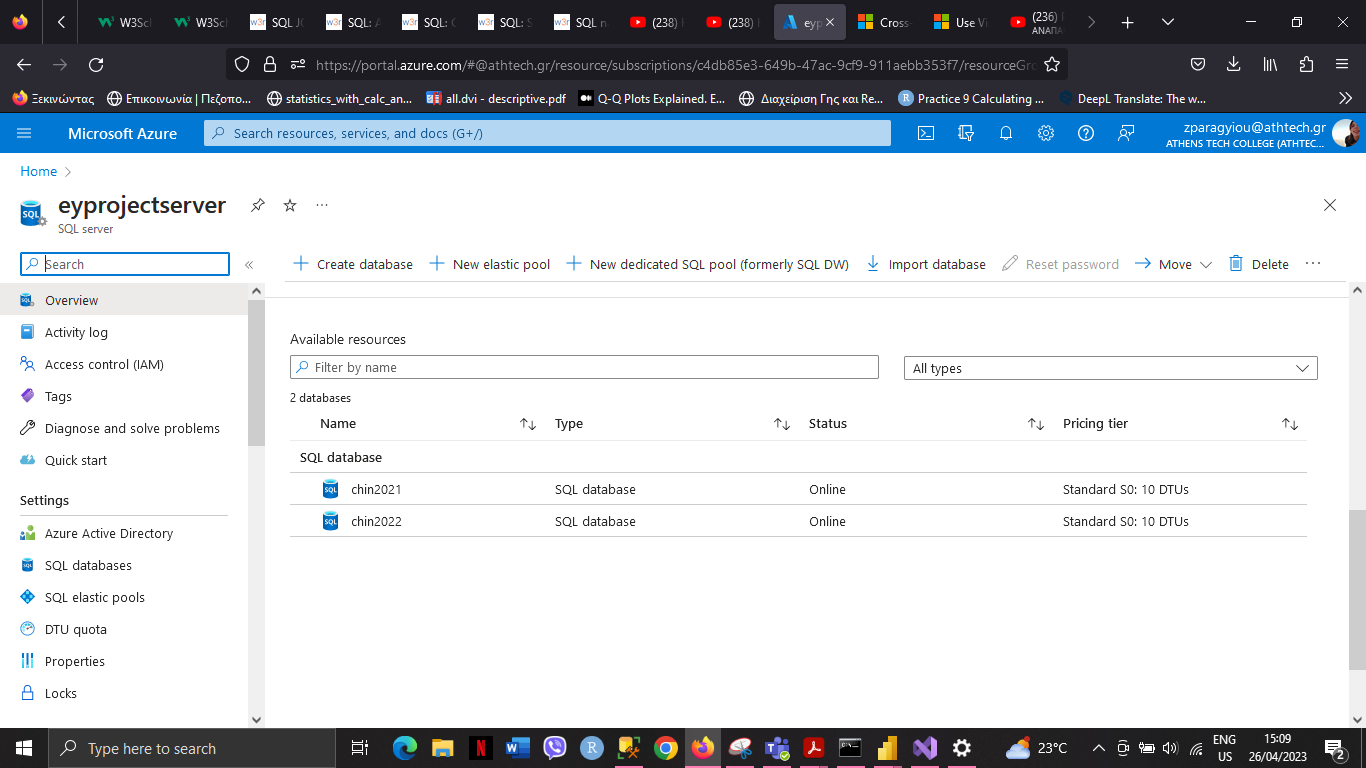 W3Scl
W3Scl
SQL JC
SQL: A
SQL: C
SQL: S
SQL na
(238)
(238)
eyp
Cross
Use Vi
(236)
ΑΝΑΠΑ
https://portal.azure.com/#@athtech.gr/resource/subscriptions/c4db85e3-649b-47ac-9cf9-911aebb353f7/resourceGro
Ξεκινώντας
Επικοινωνία | Πεζοπο...
statistics_with_calc_an...
all.dvi - descriptive.pdf
Q-Q Plots Explained. E...
Διαχείριση Γης και Re...
Practice 9 Calculating ...
DeepL Translate: The w...
Microsoft Azure
Search resources, services, and docs (G+/)
zparagyiou@athtech.gr
ATHENS TECH COLLEGE (ATHTEC...
Home
eyprojectserver
SQL server
Search
Create database
New elastic pool
New dedicated SQL pool (formerly SQL DW)
Import database
Reset password
Move
Delete
Overview
Activity log
Access control (IAM)
Tags
Diagnose and solve problems
Quick start
Settings
Azure Active Directory
SQL databases
SQL elastic pools
DTU quota
Properties
Locks
Available resources
Filter by name
All types
2 databases
Name Type Status Pricing tier
SQL database
chin2021 SQL database Online Standard S0: 10 DTUs
chin2022 SQL database Online Standard S0: 10 DTUs
Type here to search
23°C
ENG
US
15:09
26/04/2023
2